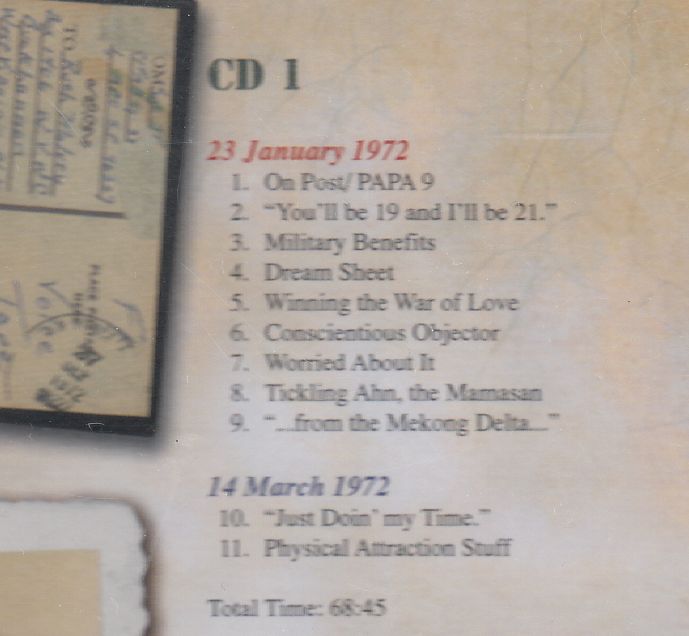 CD 1
23 January 1972
1. On Post/ PAPA 9
2. “You’ll be 19 and I’ll be 21.”
3. Military Benefits
4. Dream Sheet
5. Winning the War of Love
6. Conscientious Objector
7. Worried About It
8. Tickling Ahn, the Mamasan
9. “...from the Mekong Delta...”
14 March 1972
10. “Just Doin’ my Time.”
11. Physical Attraction Stuff
Total Time: 68:45
TO
Voice